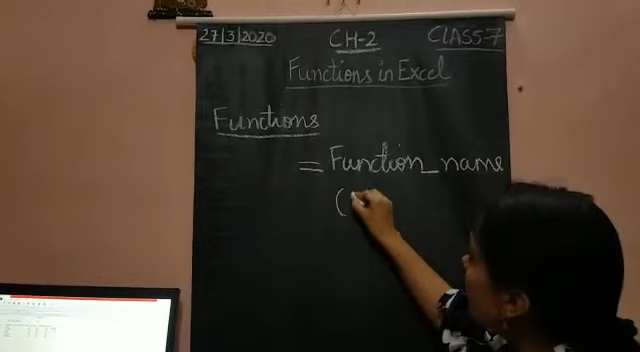 27/3/2020 CH-2 CLASS-7
Functions in Excel
Functions
= Function_name
(